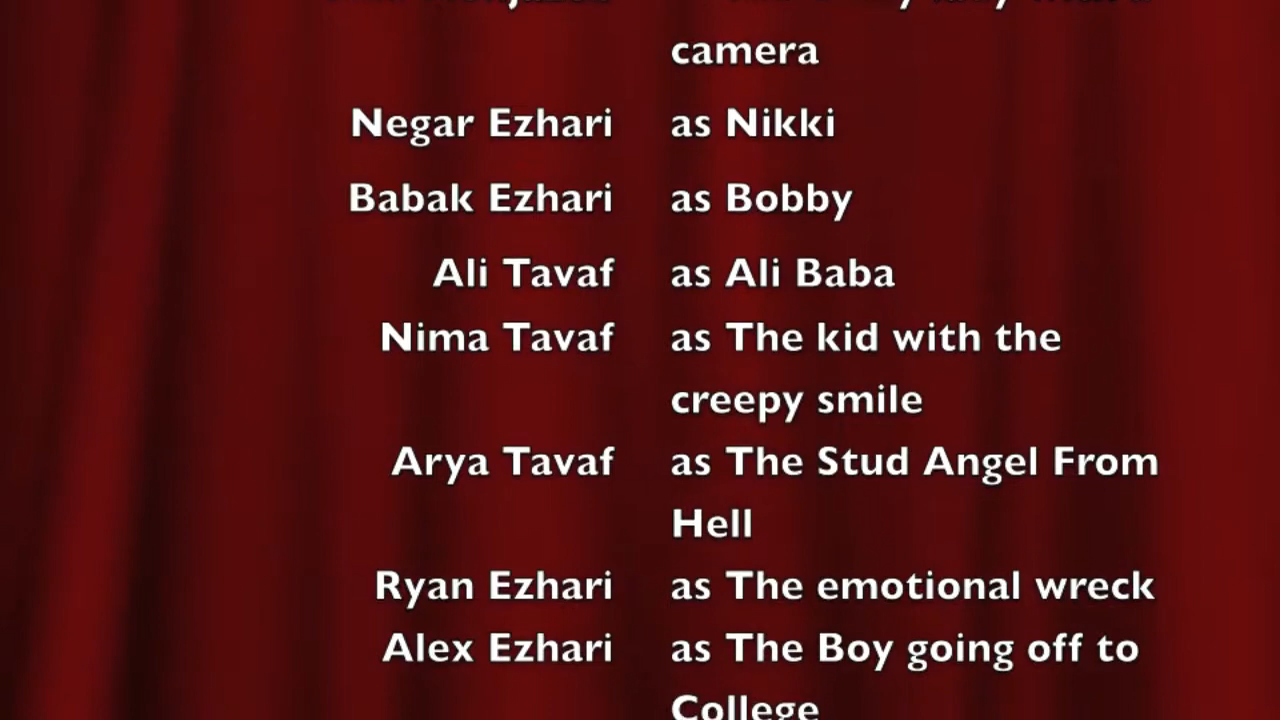 camera
Negar Ezhari as Nikki
Babak Ezhari as Bobby
Ali Tavaf as Ali Baba
Nima Tavaf as The kid with the
creepy smile
Arya Tavaf as The Stud Angel From
Hell
Ryan Ezhari as The emotional wreck
Alex Ezhari as The Boy going off to
College